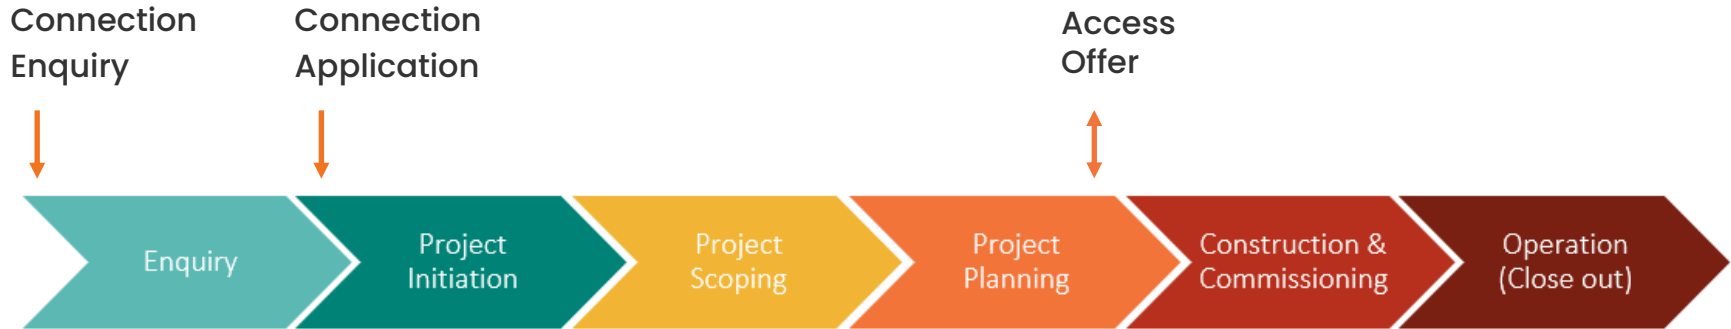 Connection
Enquiry
Connection
Application
Access
Offer
Enquiry
Project
Initiation
Project
Scoping
Project
Planning
Construction &
Commissioning
Operation
(Close out)